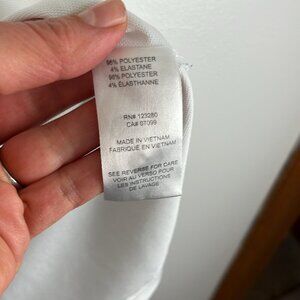 96% POLYESTER
4% ELASTANE
96% POLYESTER
4% ÉLASTHANNE
RN# 123280
CA# 07099
MADE IN VIETNAM
FABRIQUÉ EN VIETNAM
SEE REVERSE FOR CARE
VOIR AU VERSO POUR
LES INSTRUCTIONS
DE LAVAGE